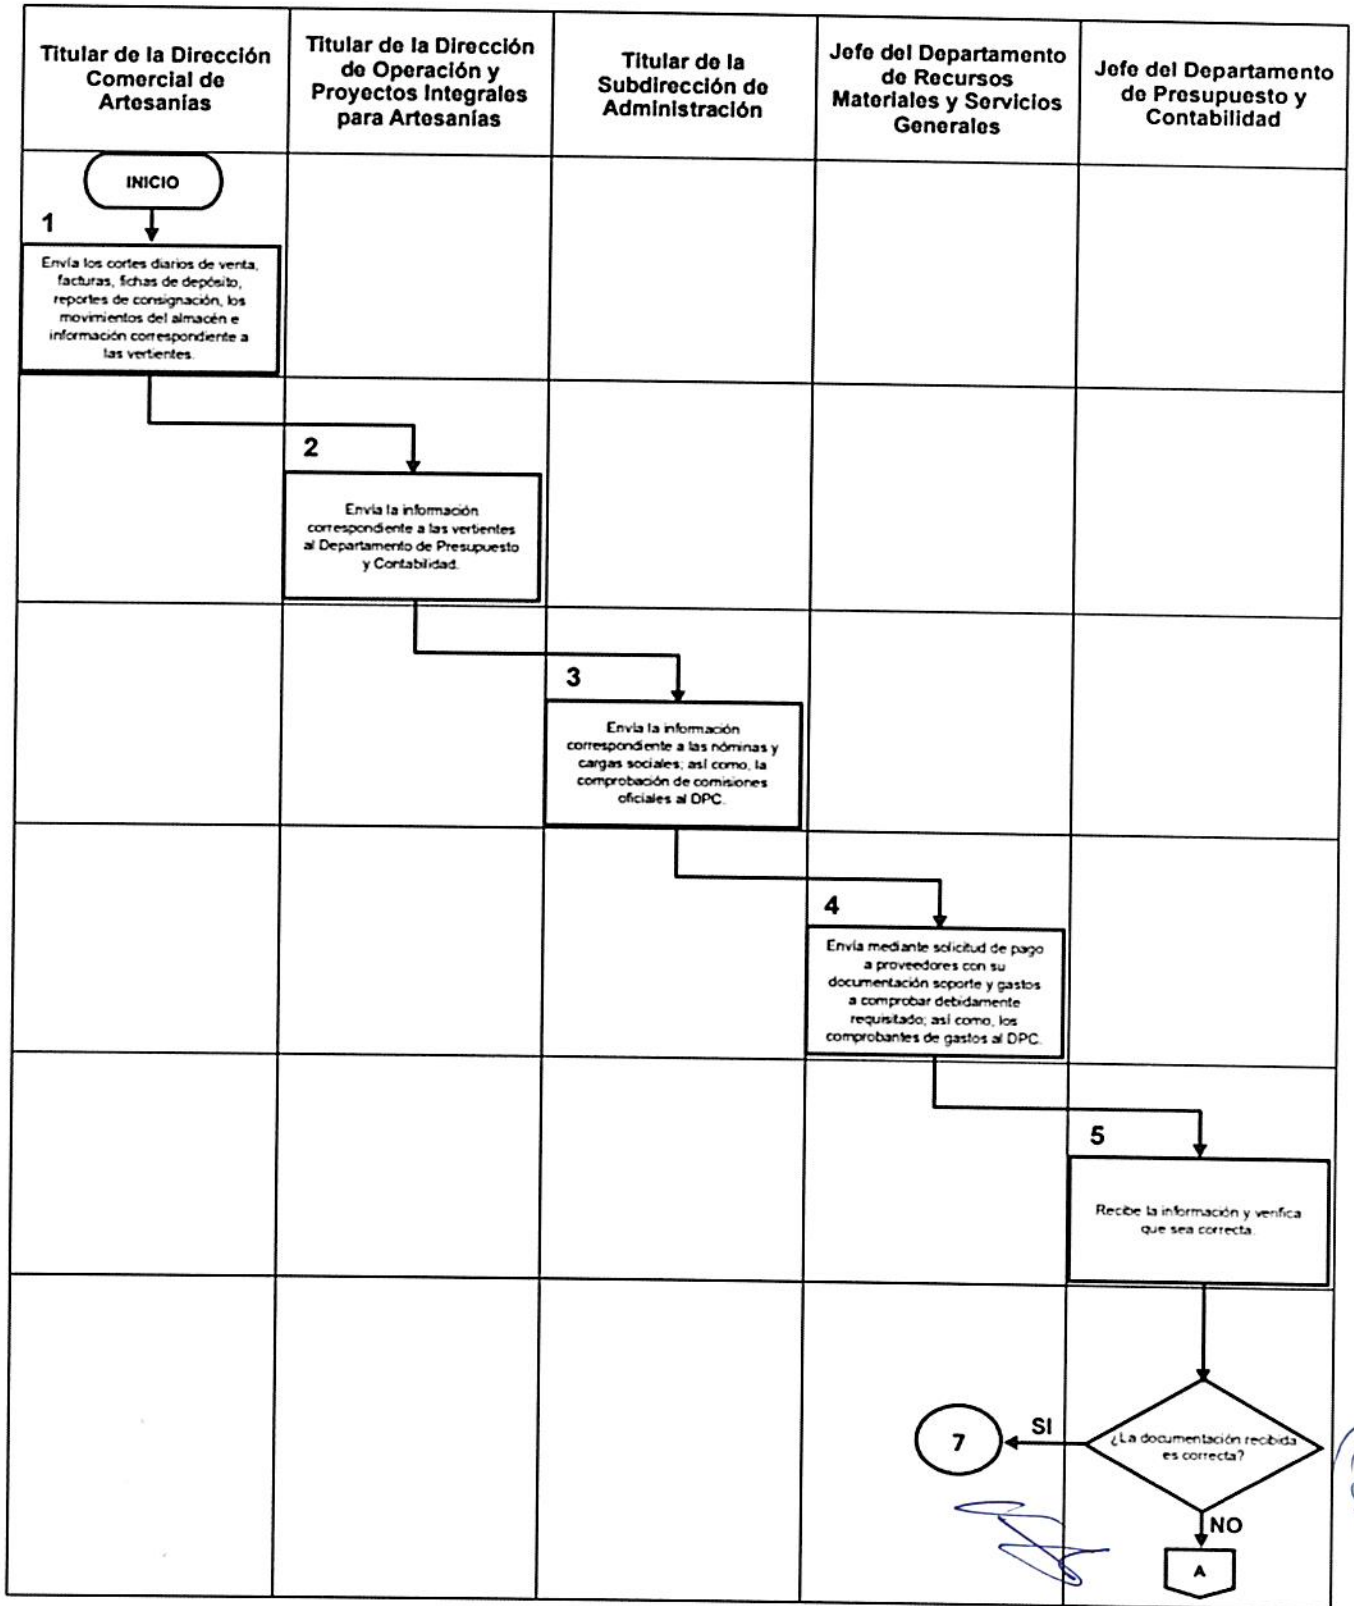 Titular de la Dirección
Comercial de
Artesanías
Titular de la Dirección
de Operación y
Proyectos Integrales
para Artesanías
Titular de la
Subdirección de
Administración
Jefe del Departamento
de Recursos
Materiales y Servicios
Generales
Jefe del Departamento
de Presupuesto y
Contabilidad
INICIO
1
Envía los cortes diarios de venta,
facturas, fichas de depósito,
reportes de consignación, los
movimientos del almacén e
información correspondiente a
las vertientes.
2
Envía la información
correspondiente a las vertientes
al Departamento de Presupuesto
y Contabilidad.
3
Envía la información
correspondiente a las nóminas y
cargas sociales; así como, la
comprobación de comisiones
oficiales al DPC.
4
Envía mediante solicitud de pago
a proveedores con su
documentación soporte y gastos
a comprobar debidamente
requisitado; así como, los
comprobantes de gastos al DPC.
5
Recibe la información y verifica
que sea correcta.
¿La documentación recibida
es correcta?
SI
7
NO
A